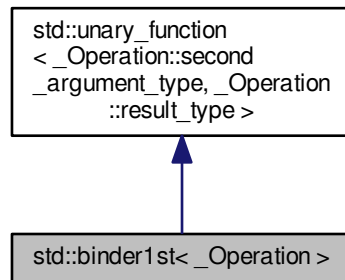 std::unary_function
< _Operation::second
_argument_type, _Operation
::result_type >
std::binder1st< _Operation >